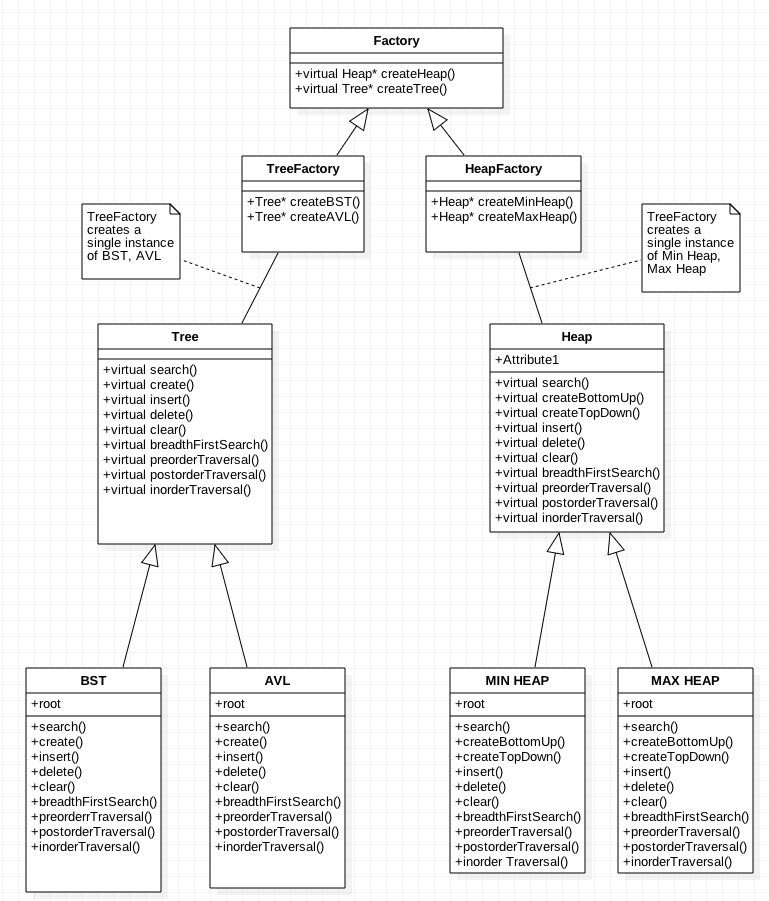 Factory
+virtual Heap* createHeap()
+virtual Tree* createTree()
TreeFactory
+Tree* createBST()
+Tree* createAVL()
HeapFactory
+Heap* createMinHeap()
+Heap* createMaxHeap()
TreeFactory
creates a
single instance
of BST, AVL
TreeFactory
creates a
single instance
of Min Heap,
Max Heap
Tree
+virtual search()
+virtual create()
+virtual insert()
+virtual delete()
+virtual clear()
+virtual breadthFirstSearch()
+virtual preorderTraversal()
+virtual postorderTraversal()
+virtual inorderTraversal()
Heap
+Attribute1
+virtual search()
+virtual createBottomUp()
+virtual createTopDown()
+virtual insert()
+virtual delete()
+virtual clear()
+virtual breadthFirstSearch()
+virtual preorderTraversal()
+virtual postorderTraversal()
+virtual inorderTraversal()
BST
+root
+search()
+create()
+insert()
+delete()
+clear()
+breadthFirstSearch()
+preorderrTraversal()
+postorderTraversal()
+inorderTraversal()
AVL
+root
+search()
+create()
+insert()
+delete()
+clear()
+breadthFirstSearch()
+preorderTraversal()
+postorderTraversal()
+inorderTraversal()
MIN HEAP
+root
+search()
+createBottomUp()
+createTopDown()
+insert()
+delete()
+clear()
+breadthFirstSearch()
+preorderTraversal()
+postorderTraversal()
+inorder Traversal()
MAX HEAP
+root
+search()
+createBottomUp()
+createTopDown()
+insert()
+delete()
+clear()
+breadthFirstSearch()
+preorderTraversal()
+postorderTraversal()
+inorderTraversal()